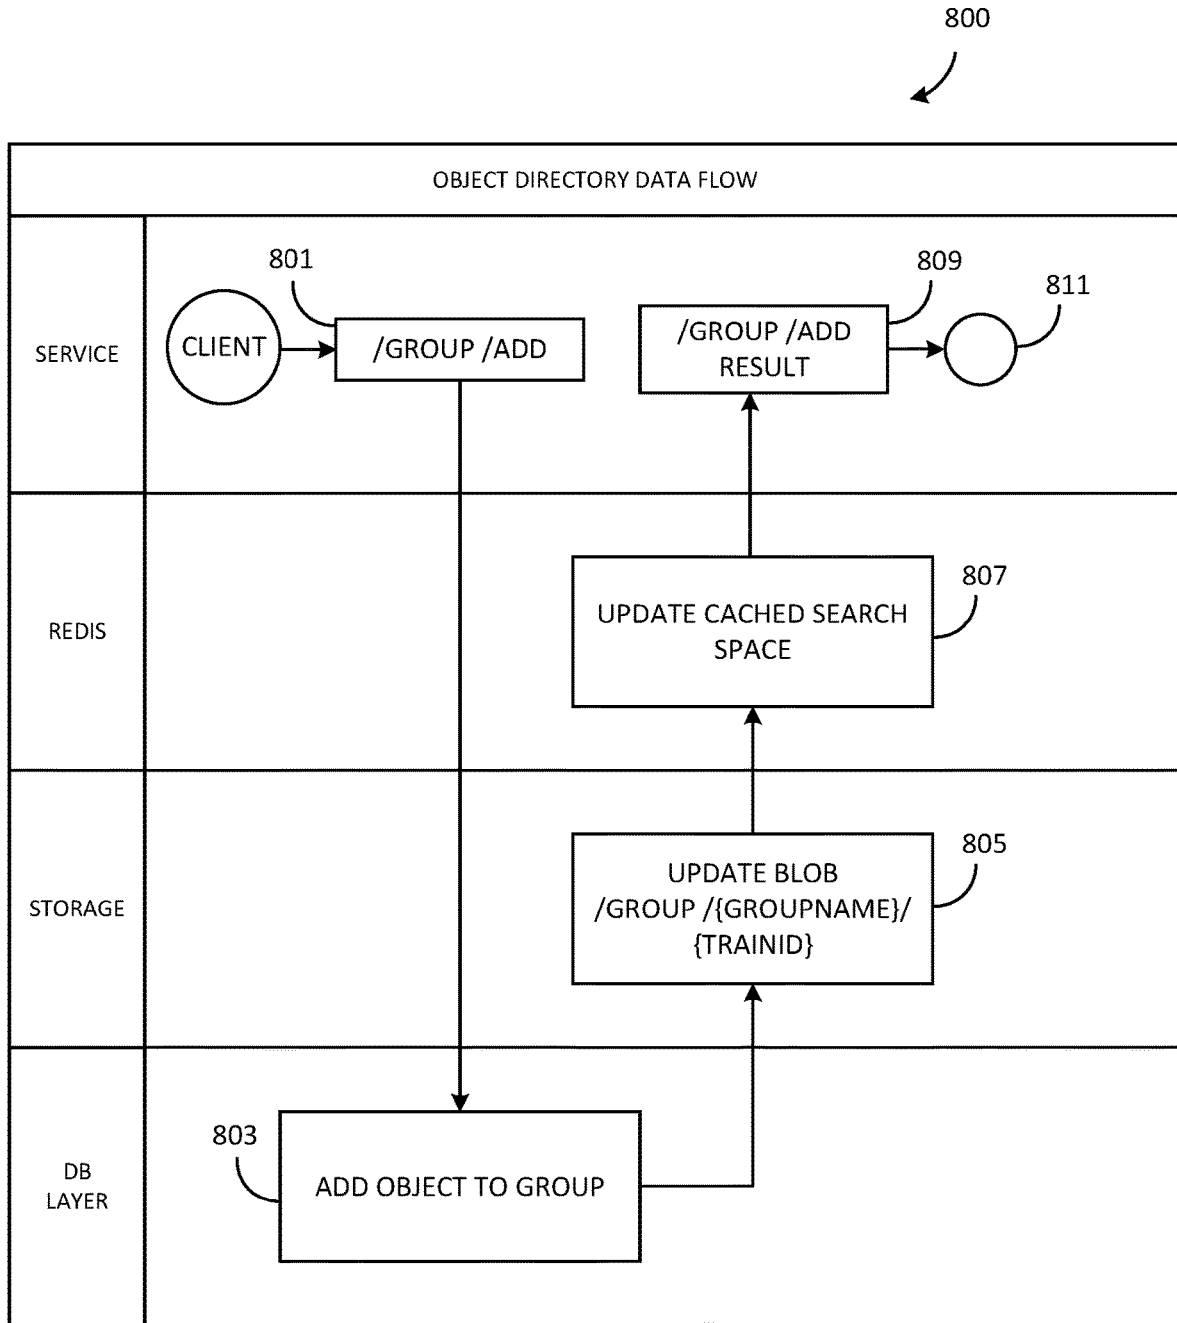 800
OBJECT DIRECTORY DATA FLOW
SERVICE
CLIENT
801
/GROUP /ADD
809
/GROUP /ADD
RESULT
811
REDIS
807
UPDATE CACHED SEARCH
SPACE
STORAGE
805
UPDATE BLOB
/GROUP /{GROUPNAME}/
{TRAINID}
DB
LAYER
803
ADD OBJECT TO GROUP